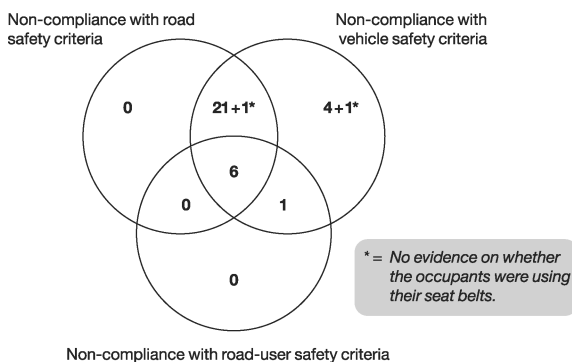 Non-compliance with road
safety criteria
Non-compliance with
vehicle safety criteria
0
21+1*
4+1*
6
0
1
0
* = No evidence on whether
the occupants were using
their seat belts.
Non-compliance with road-user safety criteria